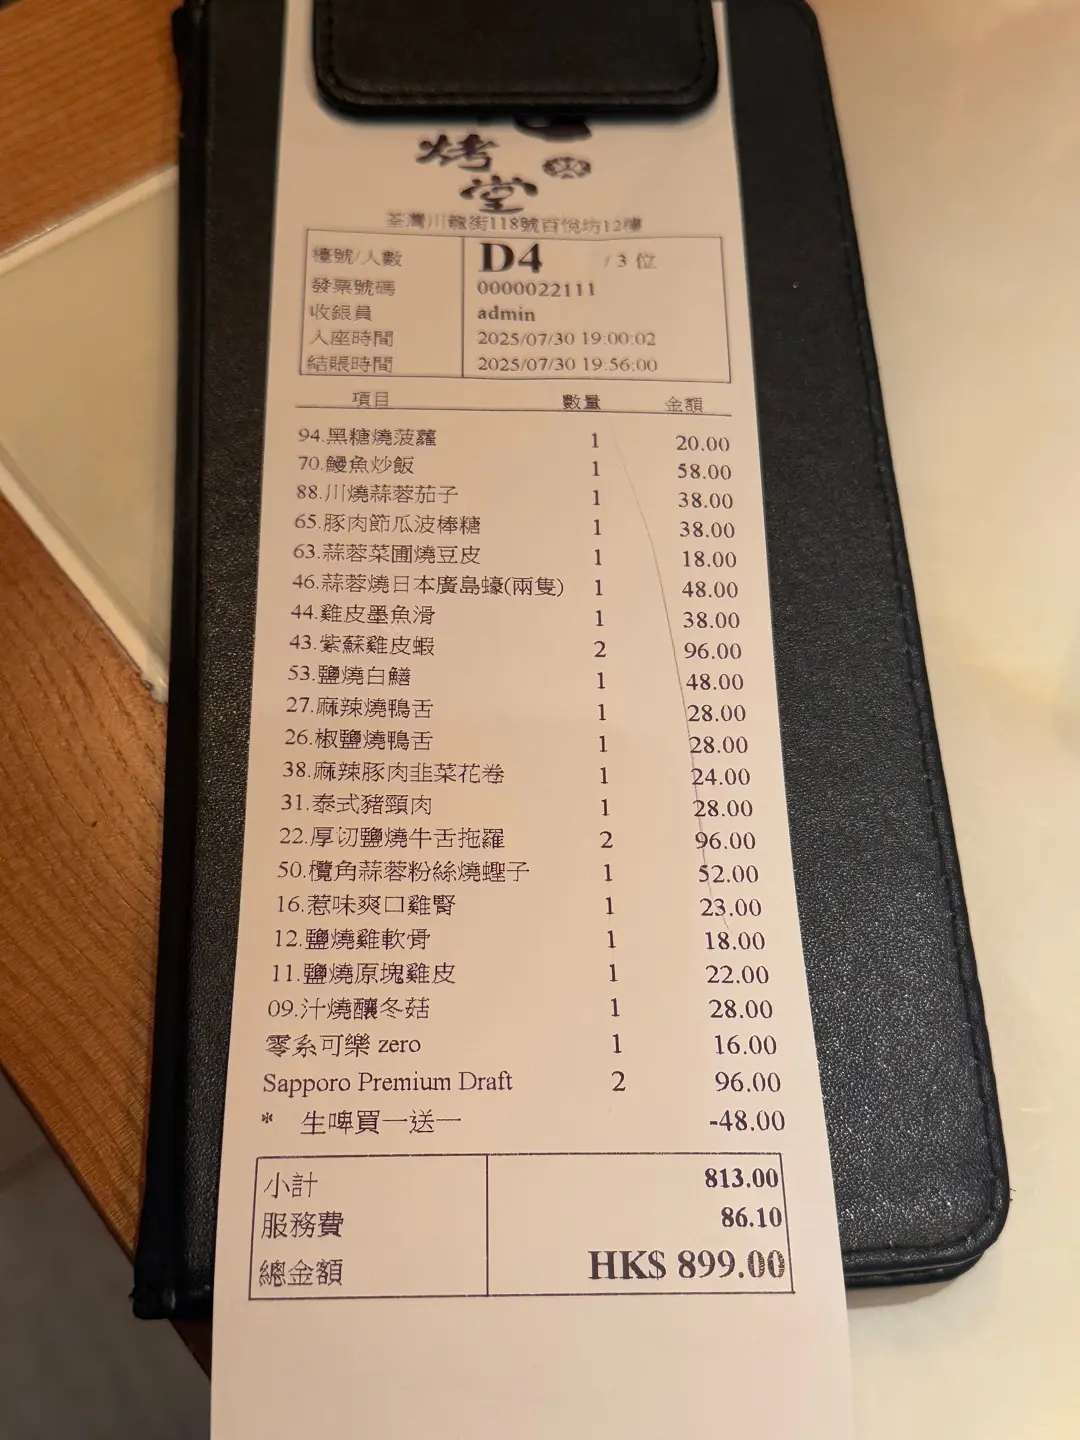 烤
堂
荃灣川龍街118號百悅坊12樓
檯號/人數 D4 / 3 位
發票號碼 0000022111
收銀員 admin
入座時間 2025/07/30 19:00:02
結賬時間 2025/07/30 19:56:00
項目 數量 金額
94.黑糖燒菠蘿 1 20.00
70.鰻魚炒飯 1 58.00
88.川燒蒜蓉茄子 1 38.00
65.豚肉節瓜波棒糖 1 38.00
63.蒜蓉菜圃燒豆皮 1 18.00
46.蒜蓉燒日本廣島蠔(兩隻) 1 48.00
44.雞皮墨魚滑 1 38.00
43.紫蘇雞皮蝦 2 96.00
53.鹽燒白鱔 1 48.00
27.麻辣燒鴨舌 1 28.00
26.椒鹽燒鴨舌 1 28.00
38.麻辣豚肉韭菜花卷 1 24.00
31.泰式豬頸肉 1 28.00
22.厚切鹽燒牛舌拖羅 2 96.00
50.欖角蒜蓉粉絲燒蟶子 1 52.00
16.惹味爽口雞腎 1 23.00
12.鹽燒雞軟骨 1 18.00
11.鹽燒原塊雞皮 1 22.00
09.汁燒釀冬菇 1 28.00
零系可樂 zero 1 16.00
Sapporo Premium Draft 2 96.00
* 生啤買一送一 -48.00
小計 813.00
服務費 86.10
總金額 HK$ 899.00